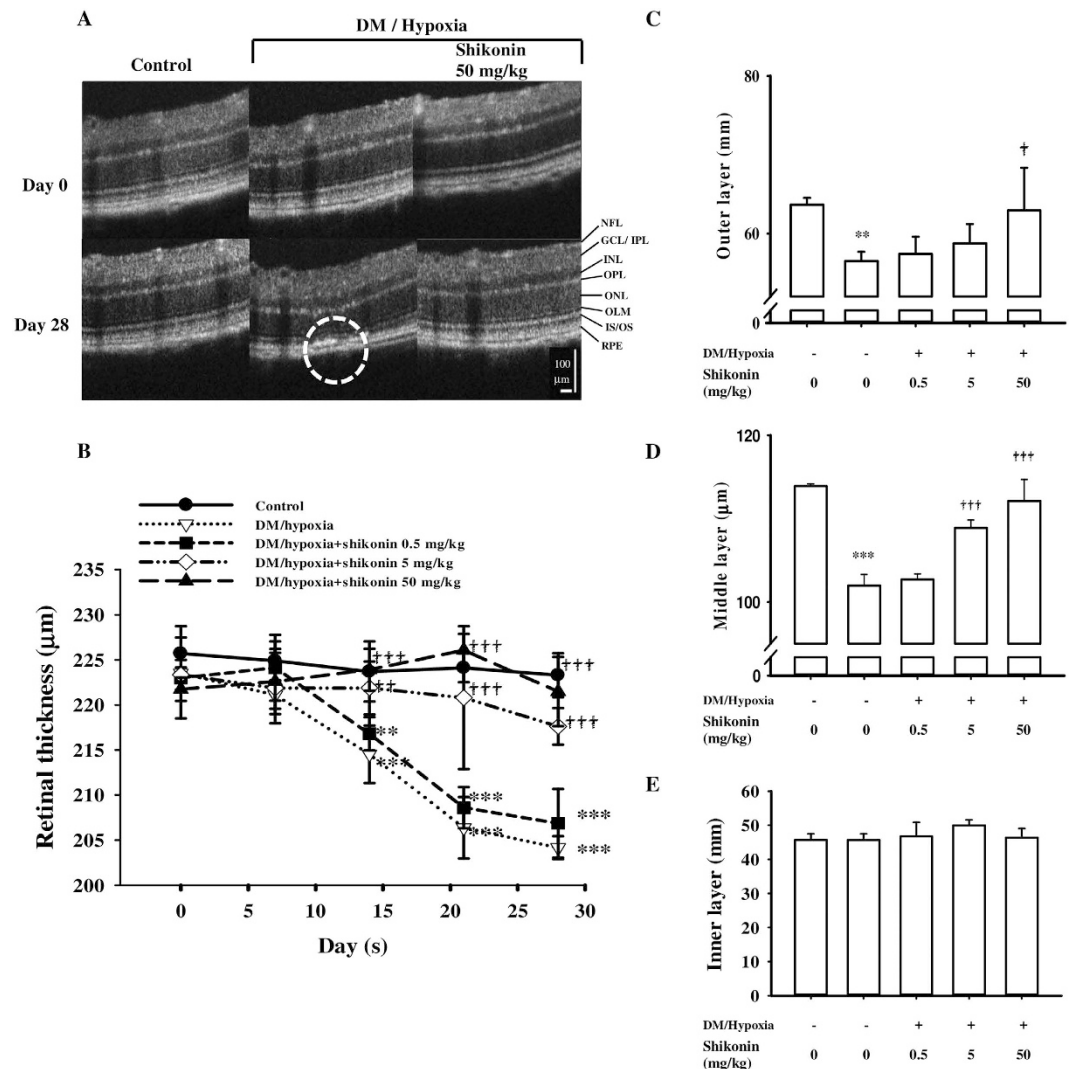 A
DM / Hypoxia
Control
Shikonin
50 mg/kg
Day 0
Day 28
NFL
GCL/ IPL
INL
OPL
ONL
OLM
IS/OS
RPE
100
μm
B
Control
DM/hypoxia
DM/hypoxia+shikonin 0.5 mg/kg
DM/hypoxia+shikonin 5 mg/kg
DM/hypoxia+shikonin 50 mg/kg
Retinal thickness (μm)
235
230
225
220
215
210
205
200
††† ††† †††
†† ††† †††
** *** ***
*** *** ***
0 5 10 15 20 25 30
Day (s)
C
Outer layer (mm)
80
60
0
**
†
DM/Hypoxia - - + + +
Shikonin
(mg/kg) 0 0 0.5 5 50
D
Middle layer (μm)
120
100
0
***
†††
†††
DM/Hypoxia - - + + +
Shikonin
(mg/kg) 0 0 0.5 5 50
E
Inner layer (mm)
60
50
40
30
20
10
0
DM/Hypoxia - - + + +
Shikonin
(mg/kg) 0 0 0.5 5 50